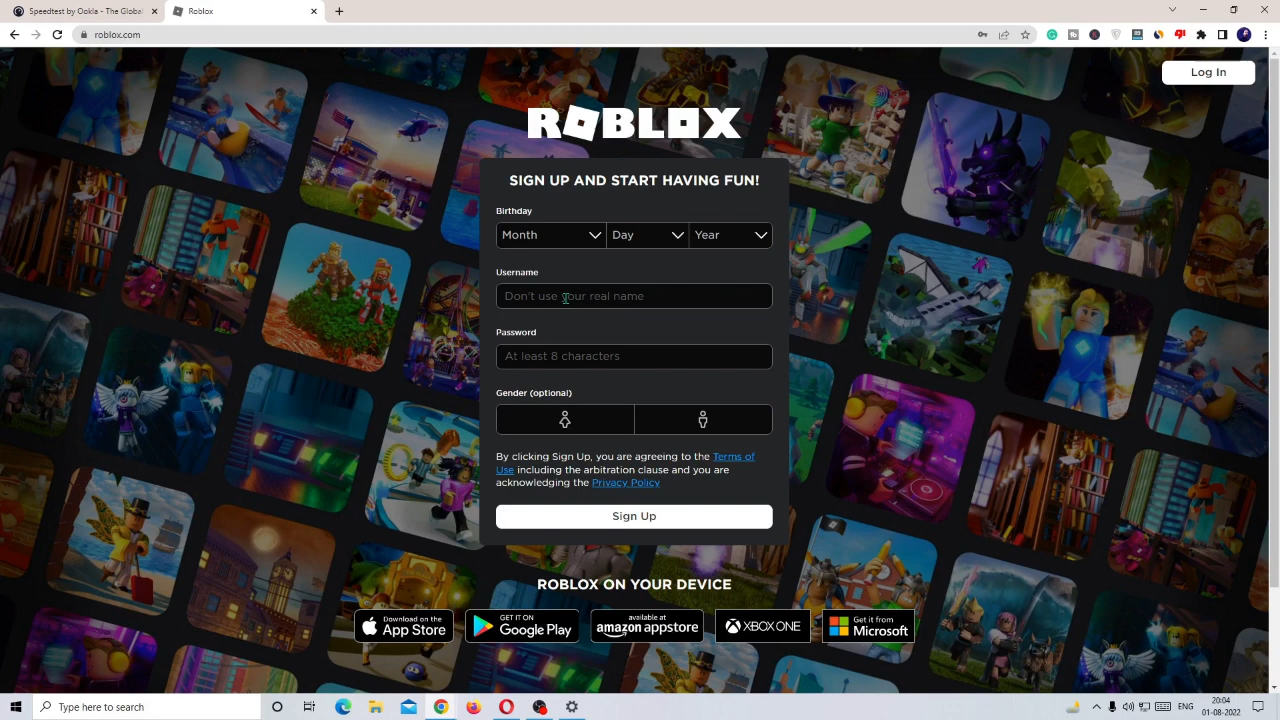 Speedtest by Ookla - The Global
Roblox
roblox.com
Log In
ROBLOX
SIGN UP AND START HAVING FUN!
Birthday
Month Day Year
Username
Don't use your real name
Password
At least 8 characters
Gender (optional)
By clicking Sign Up, you are agreeing to the Terms of
Use including the arbitration clause and you are
acknowledging the Privacy Policy
Sign Up
ROBLOX ON YOUR DEVICE
Download on the
App Store
GET IT ON
Google Play
available at
amazon appstore
XBOX ONE
Get it from
Microsoft
Type here to search
ENG
20:04
01-08-2022